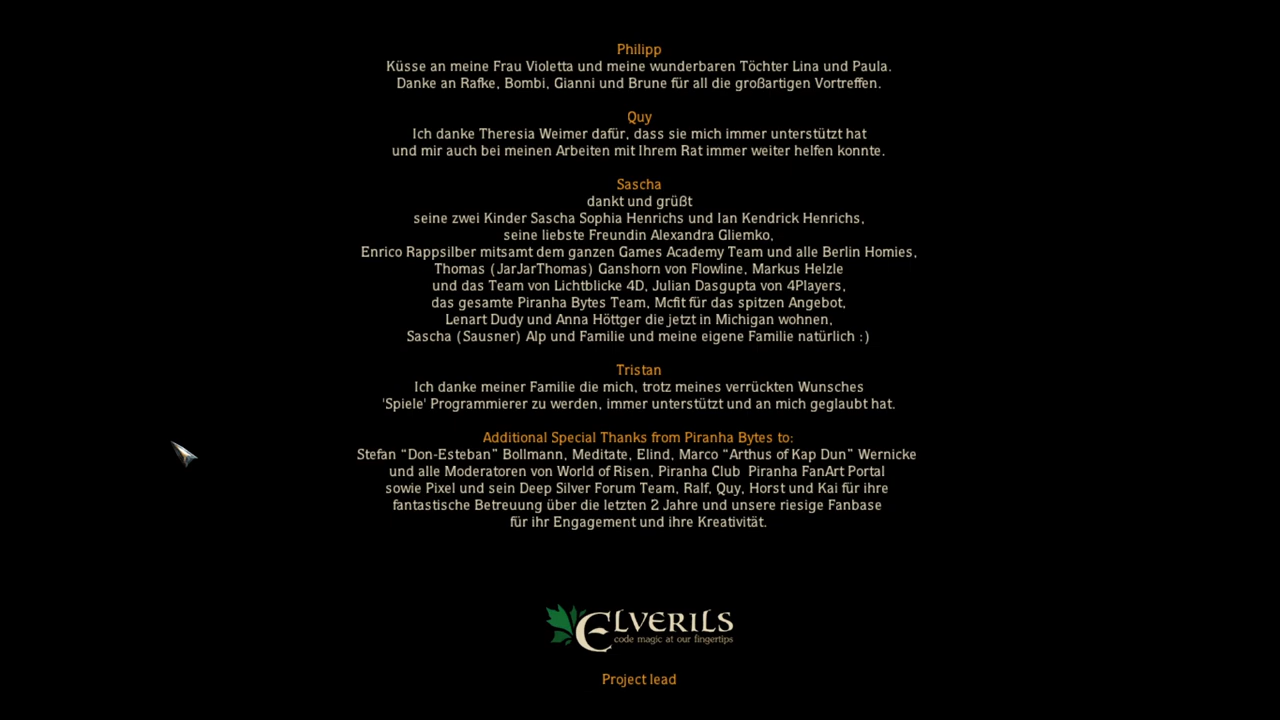 Philipp
Küsse an meine Frau Violetta und meine wunderbaren Töchter Lina und Paula.
Danke an Rafke, Bombi, Gianni und Brune für all die großartigen Vortreffen.
Quy
Ich danke Theresia Weimer dafür, dass sie mich immer unterstützt hat
und mir auch bei meinen Arbeiten mit Ihrem Rat immer weiter helfen konnte.
Sascha
dankt und grüßt
seine zwei Kinder Sascha Sophia Henrichs und Ian Kendrick Henrichs,
seine liebste Freundin Alexandra Gliemko,
Enrico Rappsilber mitsamt dem ganzen Games Academy Team und alle Berlin Homies,
Thomas (JarJarThomas) Ganshorn von Flowline, Markus Helzle
und das Team von Lichtblicke 4D, Julian Dasgupta von 4Players,
das gesamte Piranha Bytes Team, Mcfit für das spitzen Angebot,
Lenart Dudy und Anna Höttger die jetzt in Michigan wohnen,
Sascha (Sausner) Alp und Familie und meine eigene Familie natürlich :)
Tristan
Ich danke meiner Familie die mich, trotz meines verrückten Wunsches
'Spiele' Programmierer zu werden, immer unterstützt und an mich geglaubt hat.
Additional Special Thanks from Piranha Bytes to:
Stefan “Don-Esteban” Bollmann, Meditate, Elind, Marco “Arthus of Kap Dun” Wernicke
und alle Moderatoren von World of Risen, Piranha Club  Piranha FanArt Portal
sowie Pixel und sein Deep Silver Forum Team, Ralf, Quy, Horst und Kai für ihre
fantastische Betreuung über die letzten 2 Jahre und unsere riesige Fanbase
für ihr Engagement und ihre Kreativität.
ELVERILS
code magic at our fingertips
Project lead